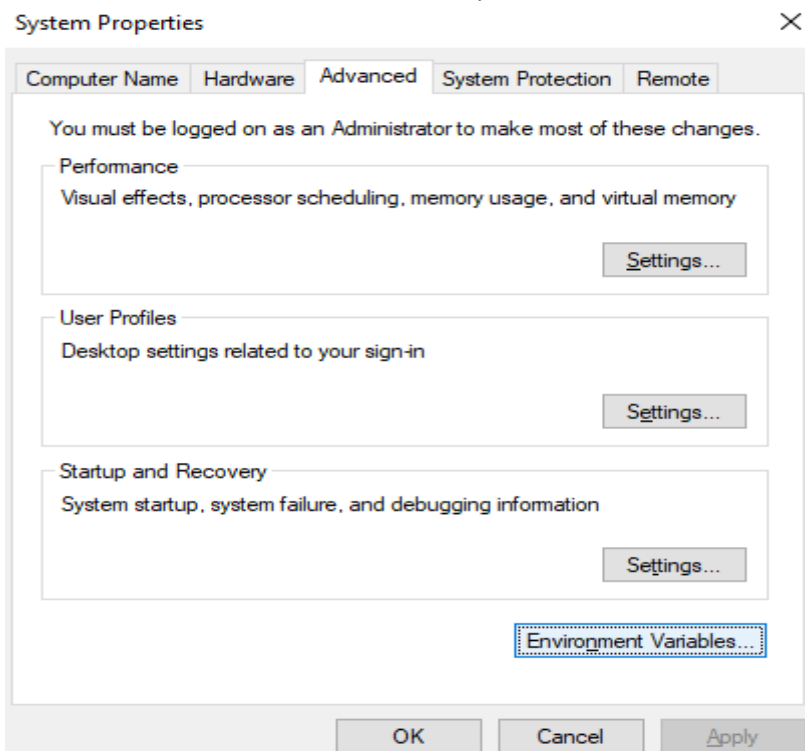 System Properties
Computer Name Hardware Advanced System Protection Remote
You must be logged on as an Administrator to make most of these changes.
Performance
Visual effects, processor scheduling, memory usage, and virtual memory
Settings...
User Profiles
Desktop settings related to your sign-in
Settings...
Startup and Recovery
System startup, system failure, and debugging information
Settings...
Environment Variables...
OK Cancel Apply